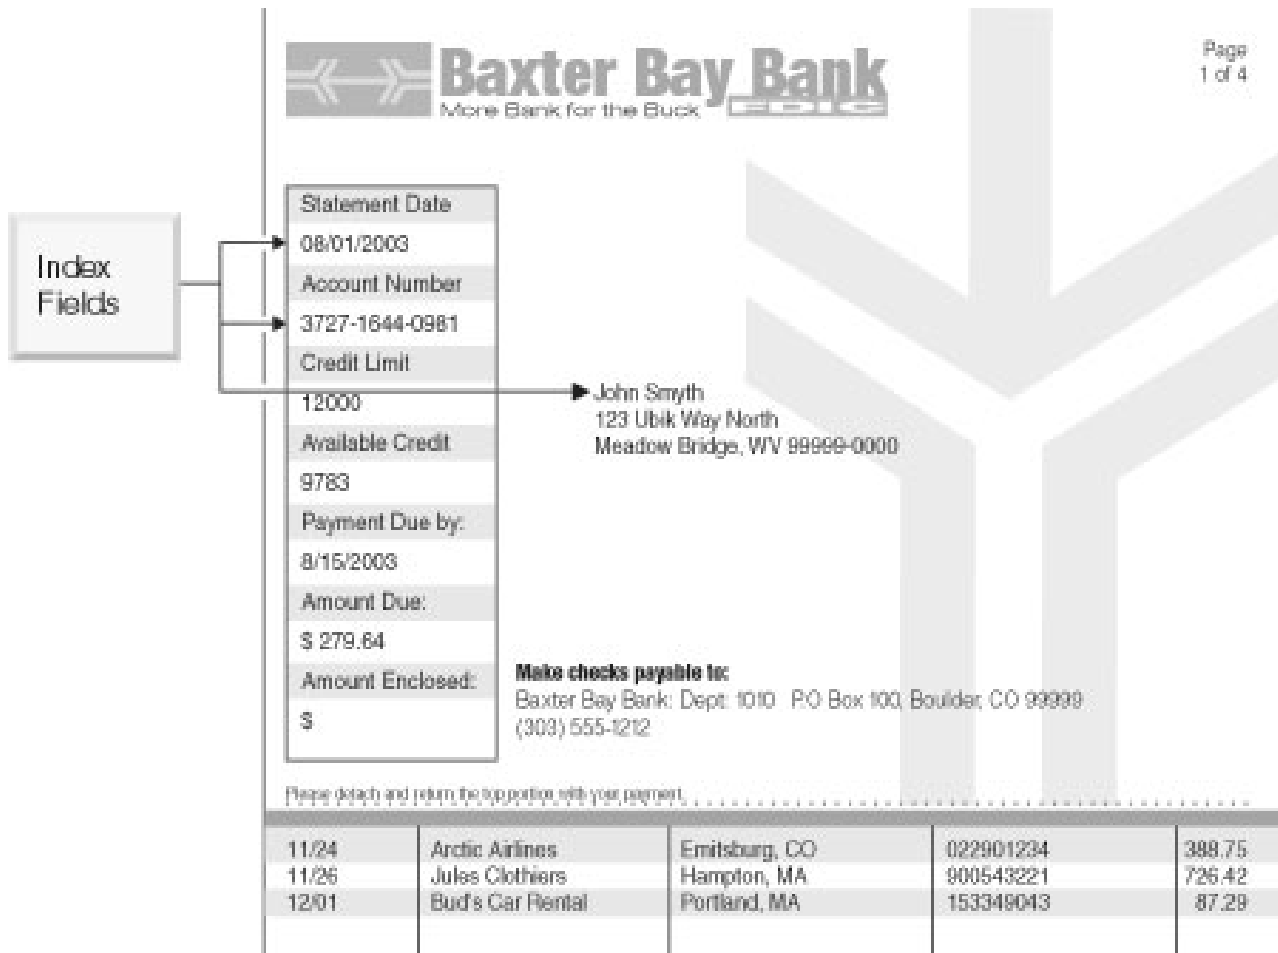 Baxter Bay Bank
More Bank for the Buck FDIC
Page
1 of 4
Index
Fields
Statement Date
08/01/2003
Account Number
3727-1644-0981
Credit Limit
12000
Available Credit
9783
Payment Due by:
8/15/2003
Amount Due:
$ 279.64
Amount Enclosed:
$
John Smyth
123 Ubik Way North
Meadow Bridge, WV 99999-0000
Make checks payable to:
Baxter Bay Bank: Dept: 1010 P.O Box 100, Boulder, CO 99999
(303) 555-1212
Please detach and return the top portion with your payment.
11/24 Arctic Airlines Emitsburg, CO 022901234 388.75
11/26 Jules Clothiers Hampton, MA 900543221 726.42
12/01 Bud's Car Rental Portland, MA 153349043 87.29